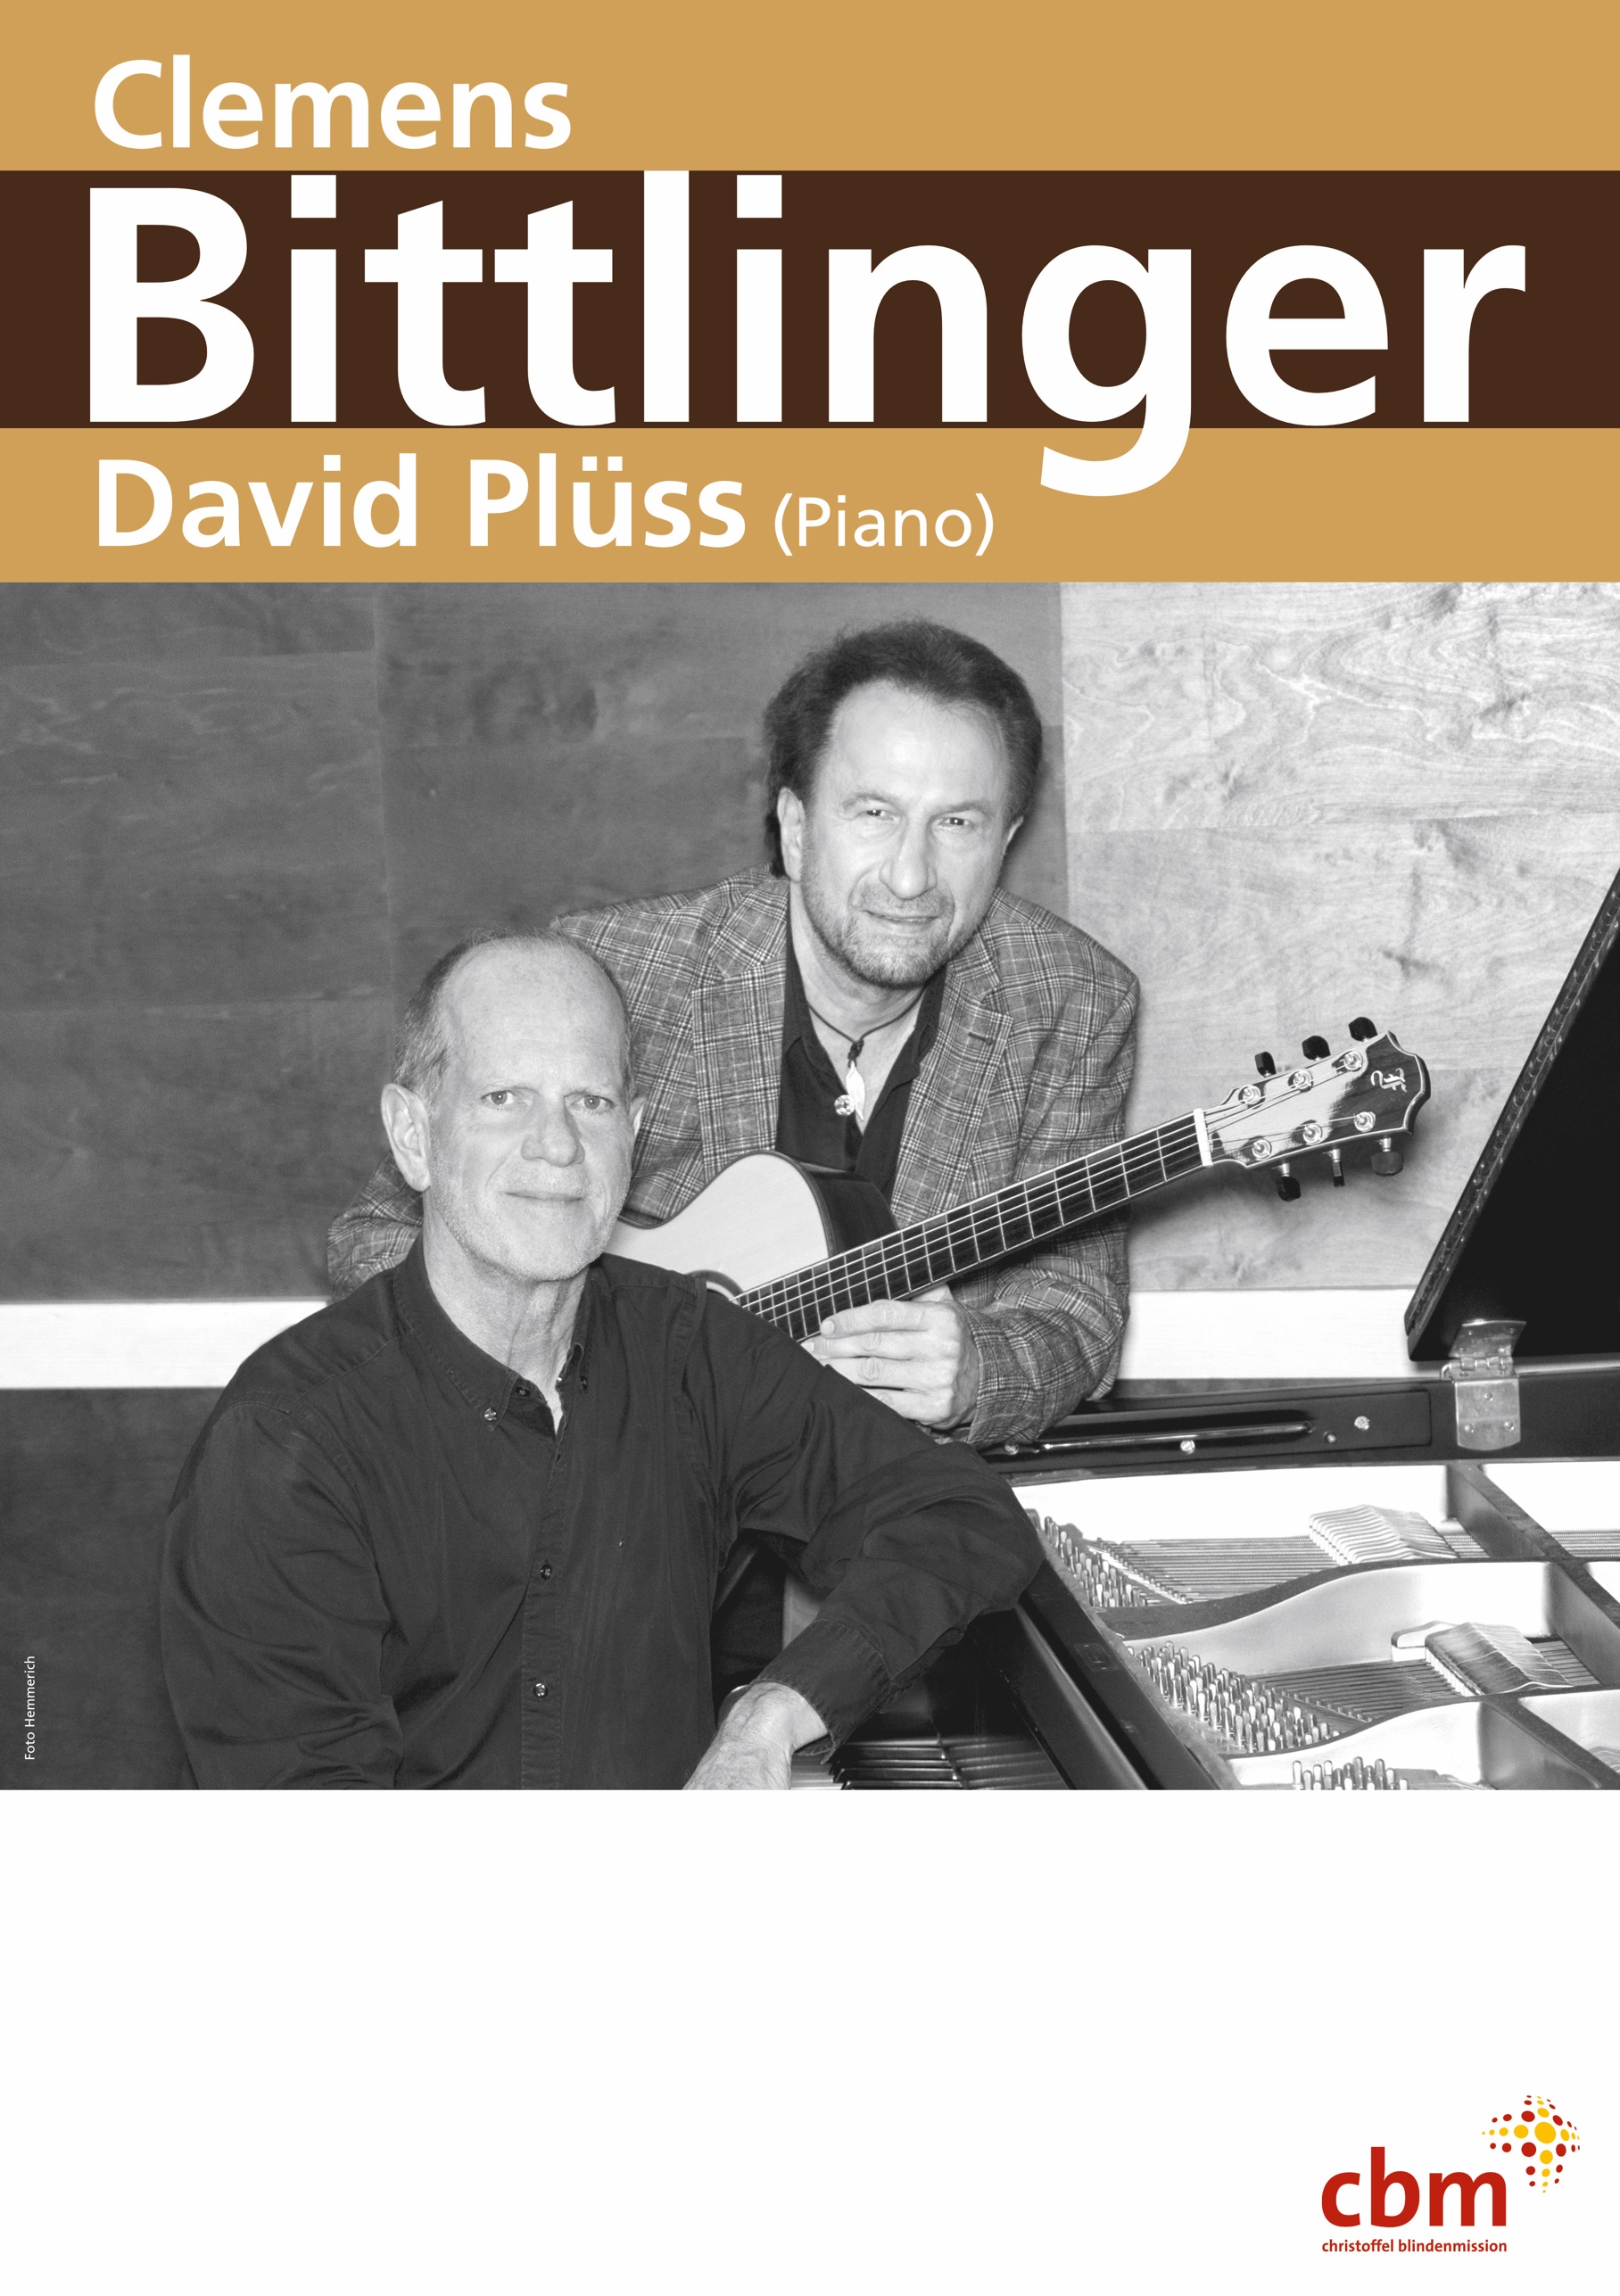 Clemens
Bittlinger
David Plüss (Piano)
Foto Hemmerich
cbm
christoffel blindenmission